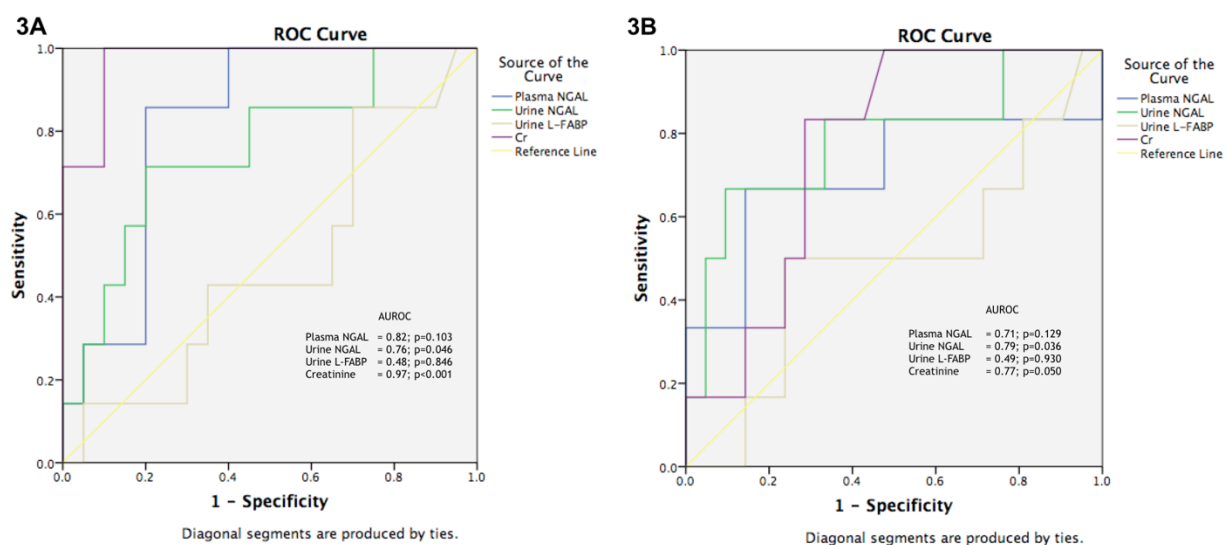 3A
ROC Curve
1.0
0.8
0.6
0.4
0.2
0.0
Sensitivity
0.0 0.2 0.4 0.6 0.8 1.0
1 - Specificity
Diagonal segments are produced by ties.
Source of the
Curve
Plasma NGAL
Urine NGAL
Urine L-FABP
Cr
Reference Line
AUROC
Plasma NGAL = 0.82; p=0.103
Urine NGAL = 0.76; p=0.046
Urine L-FABP = 0.48; p=0.846
Creatinine = 0.97; p<0.001
3B
ROC Curve
1.0
0.8
0.6
0.4
0.2
0.0
Sensitivity
0.0 0.2 0.4 0.6 0.8 1.0
1 - Specificity
Diagonal segments are produced by ties.
Source of the
Curve
Plasma NGAL
Urine NGAL
Urine L-FABP
Cr
Reference Line
AUROC
Plasma NGAL = 0.71; p=0.129
Urine NGAL = 0.79; p=0.036
Urine L-FABP = 0.49; p=0.930
Creatinine = 0.77; p=0.050